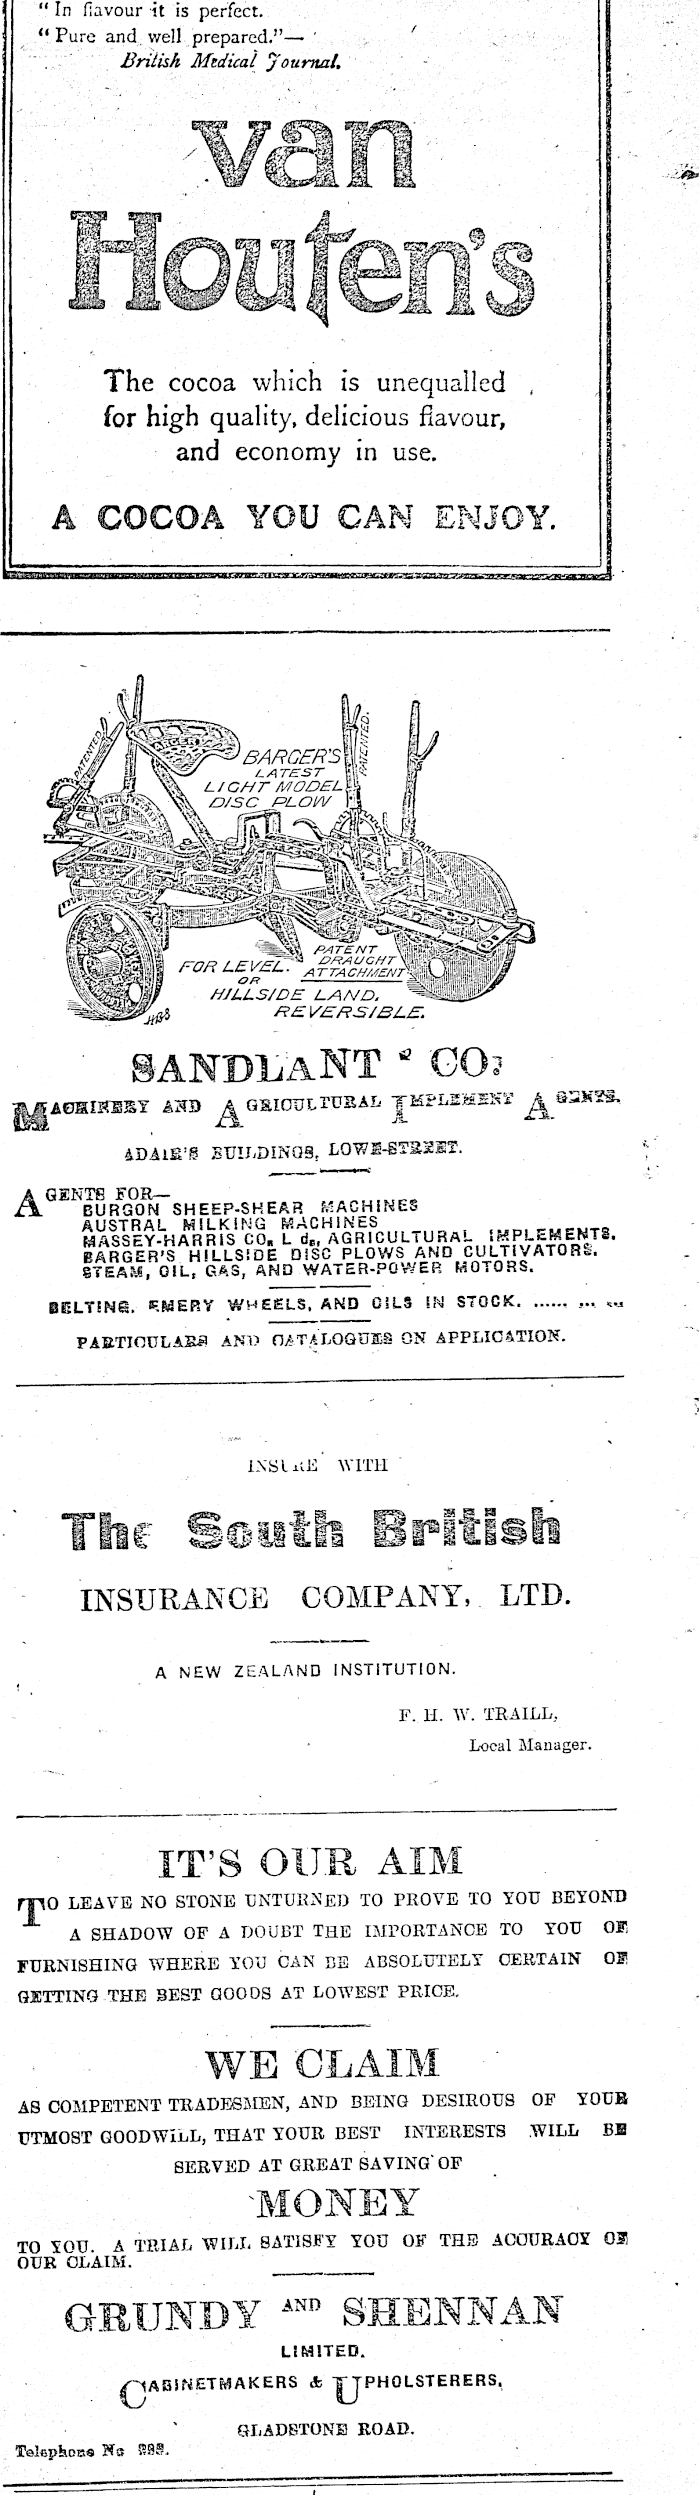 "In flavour it is perfect.
"Pure and well prepared."—
British Medical Journal.
van
Houten's
The cocoa which is unequalled
for high quality, delicious flavour,
and economy in use.
A COCOA YOU CAN ENJOY.
PATENTED
BARGER'S
LATEST
LIGHT MODEL
DISC PLOW
PATENTED.
FOR LEVEL.
OR
HILLSIDE LAND.
REVERSIBLE.
PATENT
DRAUGHT
ATTACHMENT
HBS
SANDLANT & CO.
MACHINERY AND AGRICULTURAL IMPLEMENT AGENTS.
ADAIR'S BUILDINGS, LOWE-STREET.
AGENTS FOR—
BURGON SHEEP-SHEAR MACHINES
AUSTRAL MILKING MACHINES
MASSEY-HARRIS CO. Ltd., AGRICULTURAL IMPLEMENTS.
BARGER'S HILLSIDE DISC PLOWS AND CULTIVATORS.
STEAM, OIL, GAS, AND WATER-POWER MOTORS.
BELTING. EMERY WHEELS, AND OILS IN STOCK. ...... ... ...
PARTICULARS AND CATALOGUES ON APPLICATION.
INSURE WITH
The South British
INSURANCE COMPANY, LTD.
A NEW ZEALAND INSTITUTION.
F. H. W. TRAILL,
Local Manager.
IT'S OUR AIM
TO LEAVE NO STONE UNTURNED TO PROVE TO YOU BEYOND
A SHADOW OF A DOUBT THE IMPORTANCE TO YOU OF
FURNISHING WHERE YOU CAN BE ABSOLUTELY CERTAIN OF
GETTING THE BEST GOODS AT LOWEST PRICE.
WE CLAIM
AS COMPETENT TRADESMEN, AND BEING DESIROUS OF YOUR
UTMOST GOODWILL, THAT YOUR BEST INTERESTS WILL BE
SERVED AT GREAT SAVING OF
MONEY
TO YOU. A TRIAL WILL SATISFY YOU OF THE ACCURACY OF
OUR CLAIM.
GRUNDY AND SHENNAN
LIMITED.
CABINETMAKERS & UPHOLSTERERS,
GLADSTONE ROAD.
Telephone No